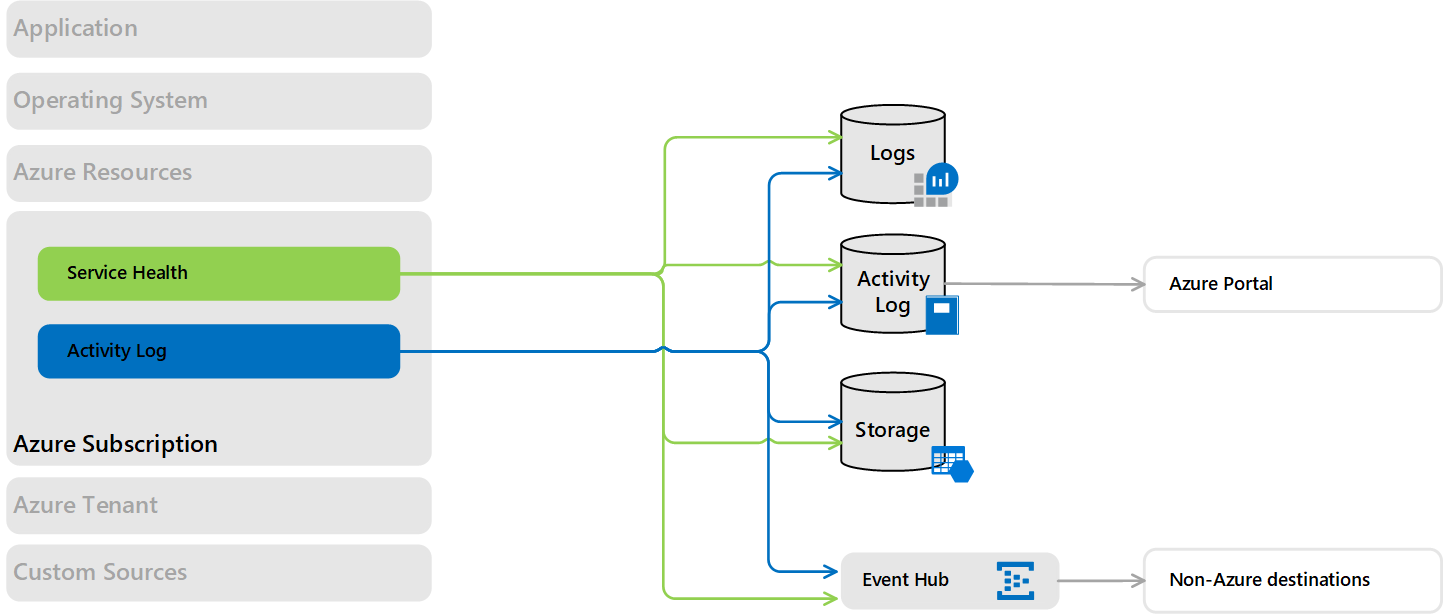 Application
Operating System
Azure Resources
Service Health
Activity Log
Azure Subscription
Azure Tenant
Custom Sources
Logs
Activity
Log
Storage
Event Hub
Azure Portal
Non-Azure destinations